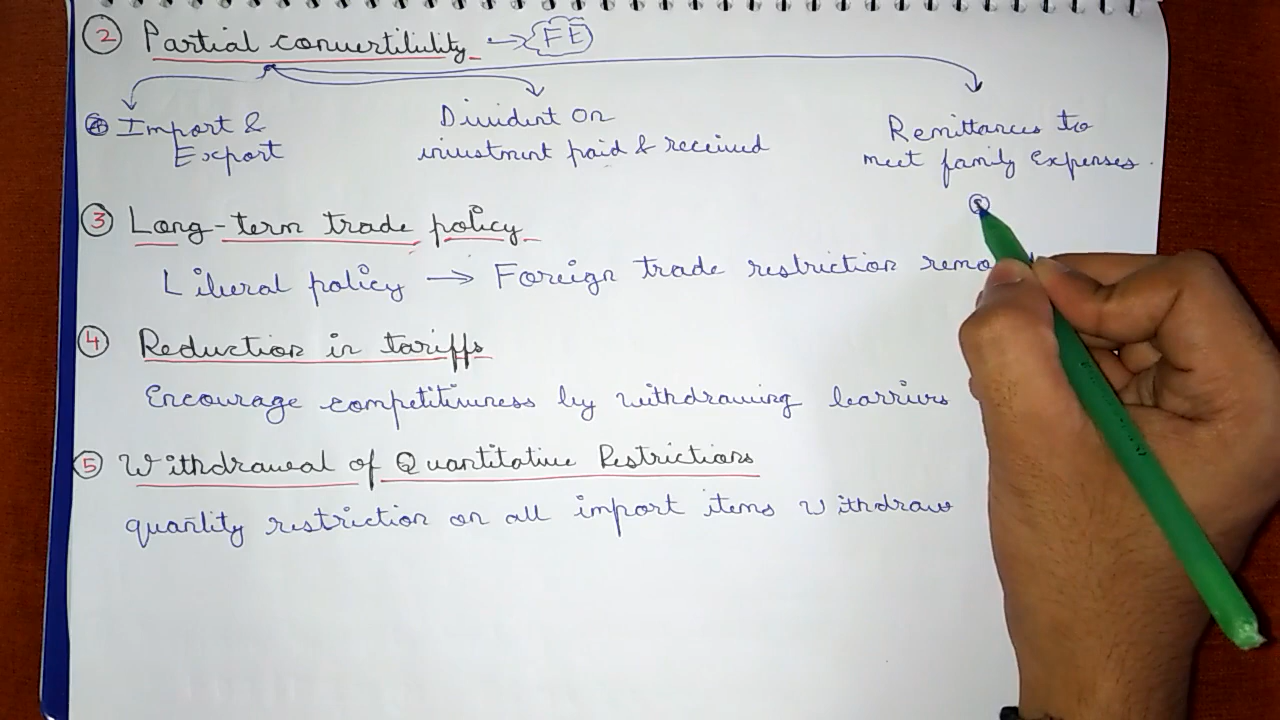 ② Partial convertibility → FE
Import &
Export
Divident on
investment paid & received
Remittances to
meet family expenses.
③ Long-term trade policy
Liberal policy → Foreign trade restriction remo
④ Reduction in tariffs
Encourage competitiveness by withdrawing barriers
⑤ Withdrawal of Quantitative Restrictions
quantity restriction on all import items withdraw